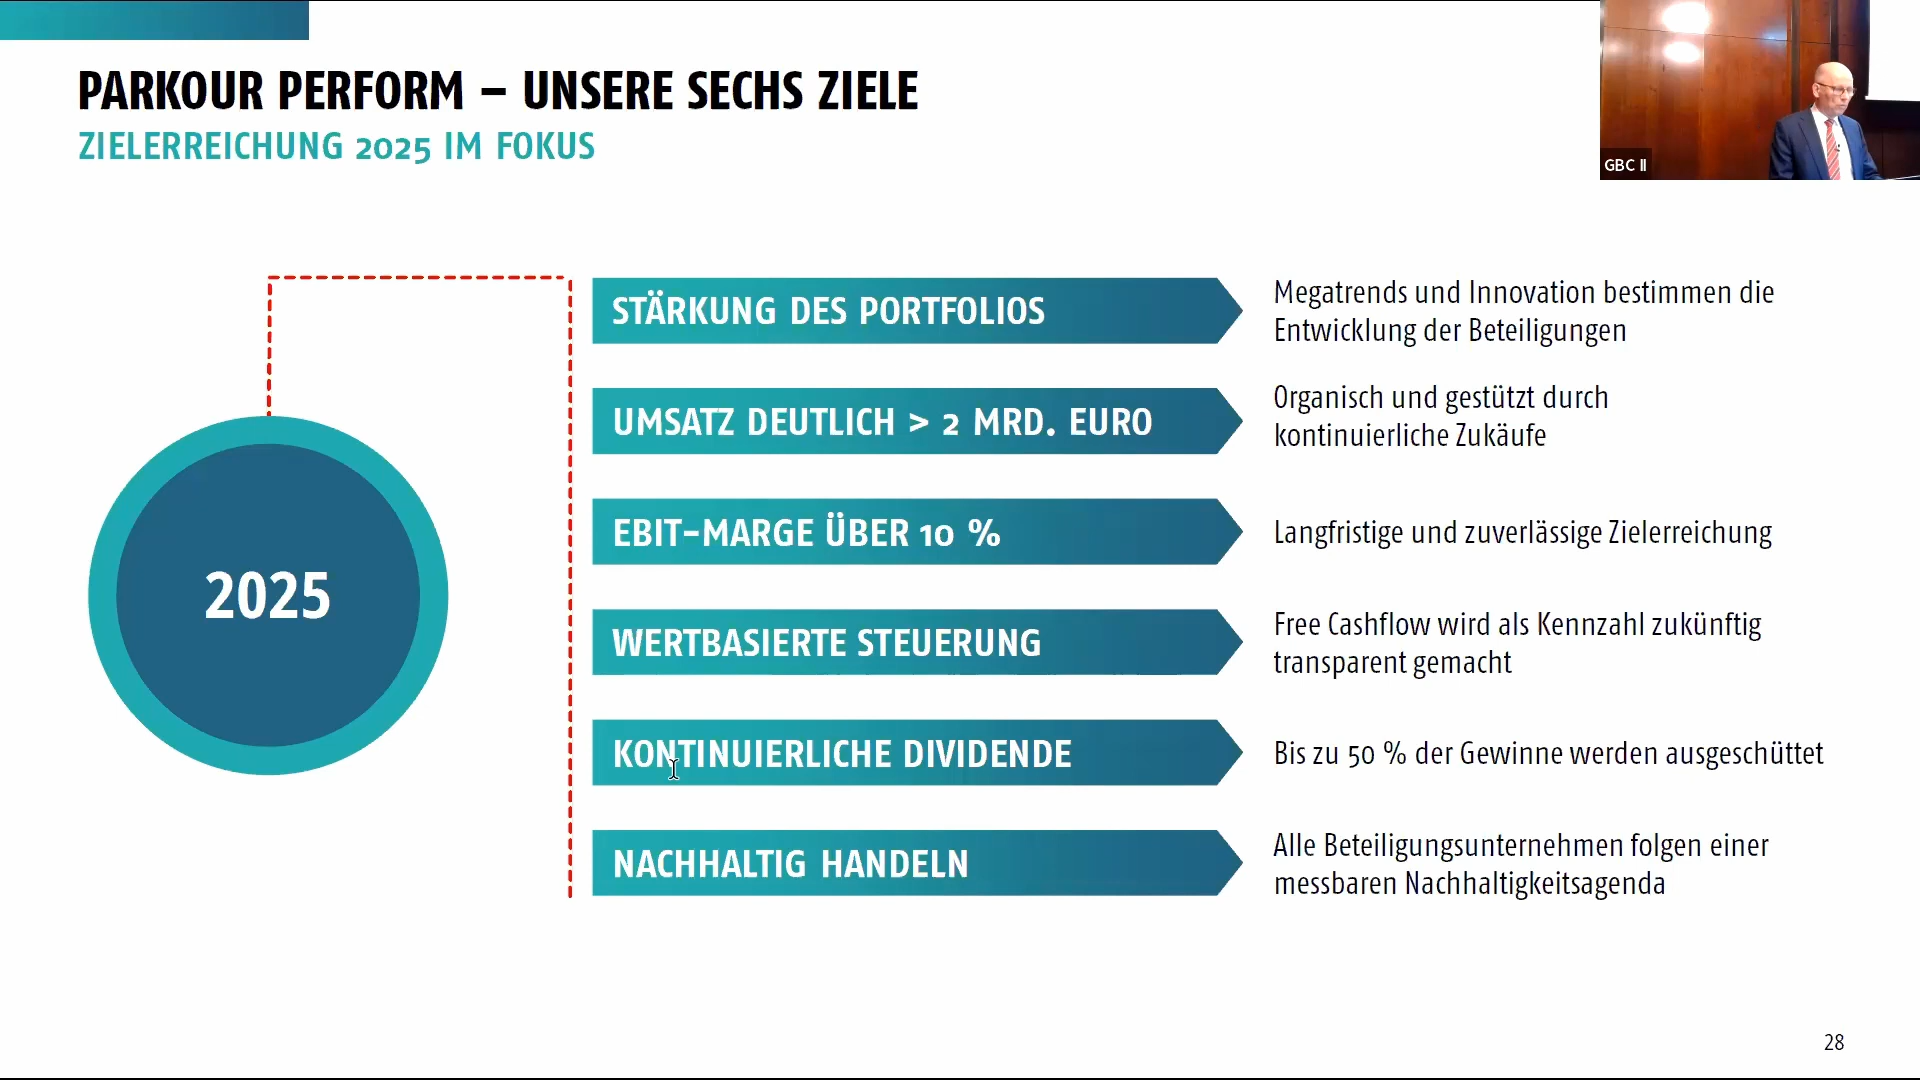 PARKOUR PERFORM – UNSERE SECHS ZIELE
ZIELERREICHUNG 2025 IM FOKUS
GBC II
2025
STÄRKUNG DES PORTFOLIOS
Megatrends und Innovation bestimmen die
Entwicklung der Beteiligungen
UMSATZ DEUTLICH > 2 MRD. EURO
Organisch und gestützt durch
kontinuierliche Zukäufe
EBIT-MARGE ÜBER 10 %
Langfristige und zuverlässige Zielerreichung
WERTBASIERTE STEUERUNG
Free Cashflow wird als Kennzahl zukünftig
transparent gemacht
KONTINUIERLICHE DIVIDENDE
Bis zu 50 % der Gewinne werden ausgeschüttet
NACHHALTIG HANDELN
Alle Beteiligungsunternehmen folgen einer
messbaren Nachhaltigkeitsagenda
28